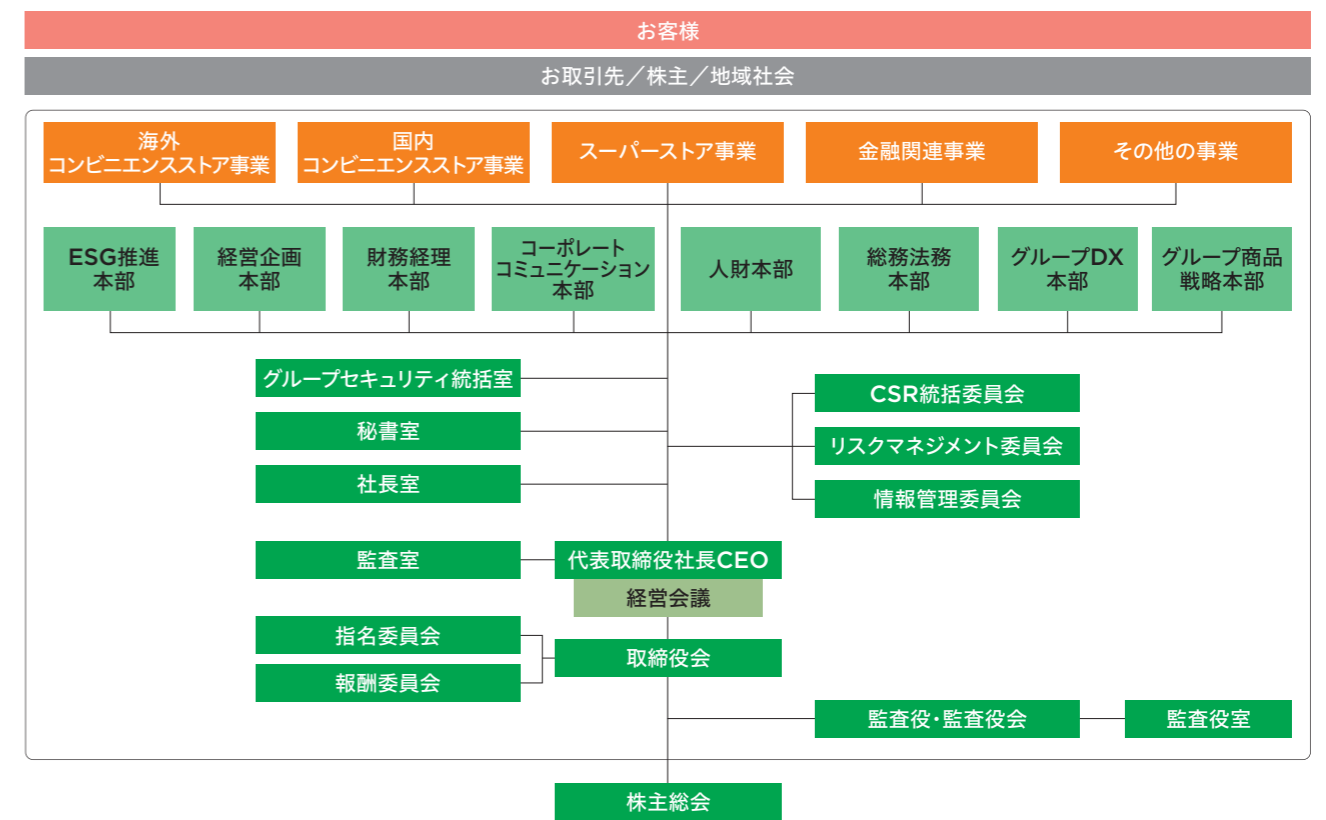 お客様
お取引先／株主／地域社会
海外
コンビニエンスストア事業
国内
コンビニエンスストア事業
スーパーストア事業
金融関連事業
その他の事業
ESG推進
本部
経営企画
本部
財務経理
本部
コーポレート
コミュニケーション
本部
人財本部
総務法務
本部
グループDX
本部
グループ商品
戦略本部
グループセキュリティ統括室
秘書室
社長室
CSR統括委員会
リスクマネジメント委員会
情報管理委員会
監査室
代表取締役社長CEO
経営会議
指名委員会
報酬委員会
取締役会
監査役・監査役会
監査役室
株主総会